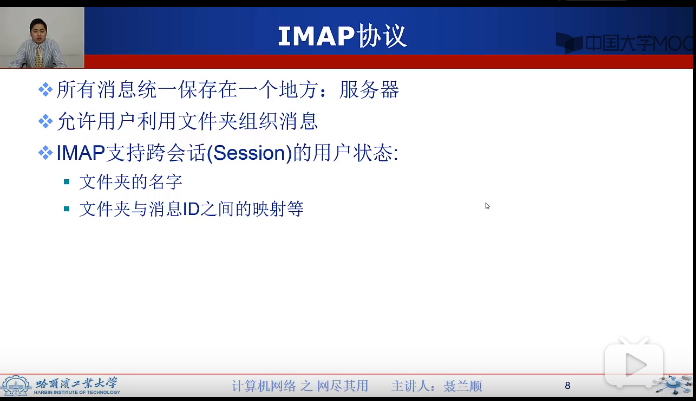 IMAP协议
中国大学MOOC
所有消息统一保存在一个地方：服务器
允许用户利用文件夹组织消息
IMAP支持跨会话(Session)的用户状态:
文件夹的名字
文件夹与消息ID之间的映射等
哈尔滨工业大学
HARBIN INSTITUTE OF TECHNOLOGY
计算机网络 之 网尽其用 主讲人：聂兰顺
8